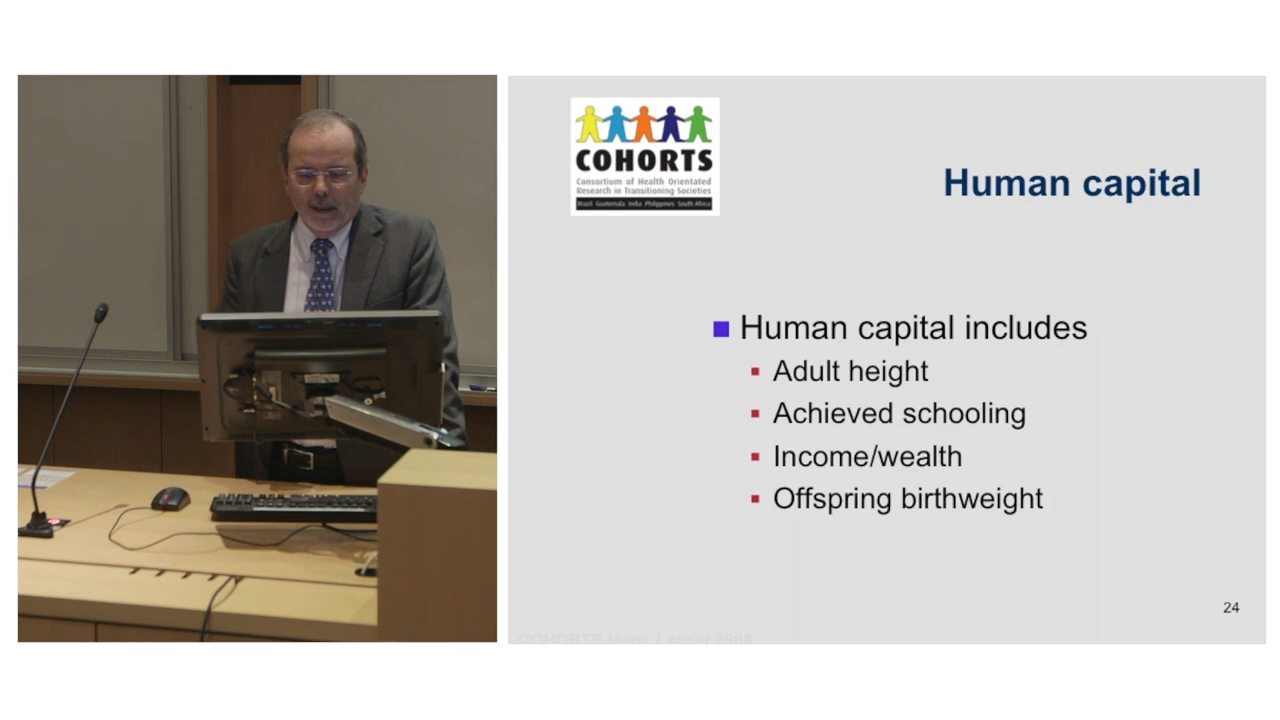 COHORTS
Consortium of Health Orientated
Research in Transitioning Societies
Brazil Guatemala India Philippines South Africa
Human capital
Human capital includes
Adult height
Achieved schooling
Income/wealth
Offspring birthweight
24
COHORTS team, Lancet 2008